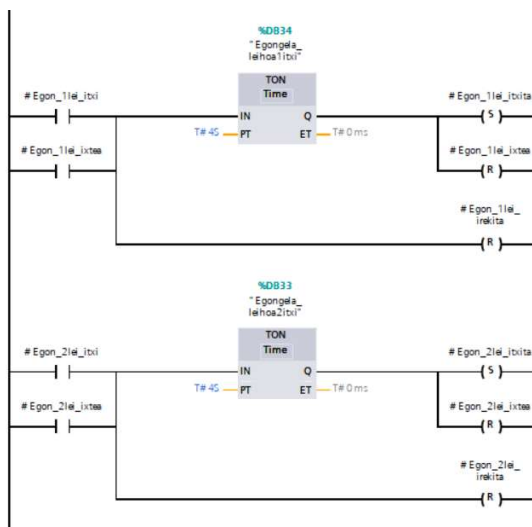 %DB34
"Egongela_
leihoa1itxi"
TON
Time
#Egon_1lei_itxi
IN
Q
#Egon_1lei_itxita
S
T#4S
PT
ET
T#0ms
#Egon_1lei_ixtea
#Egon_1lei_ixtea
R
#Egon_1lei_
irekita
R
%DB33
"Egongela_
leihoa2itxi"
TON
Time
#Egon_2lei_itxi
IN
Q
#Egon_2lei_itxita
S
T#4S
PT
ET
T#0ms
#Egon_2lei_ixtea
#Egon_2lei_ixtea
R
#Egon_2lei_
irekita
R